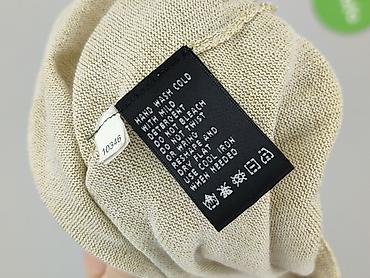 HAND WASH COLD
WITH MILD
DETERGENT
DO NOT BLEACH
DO NOT TWIST
OR WRING
RESHAPE AND
DRY FLAT
USE COOL IRON
WHEN NEEDED
10346